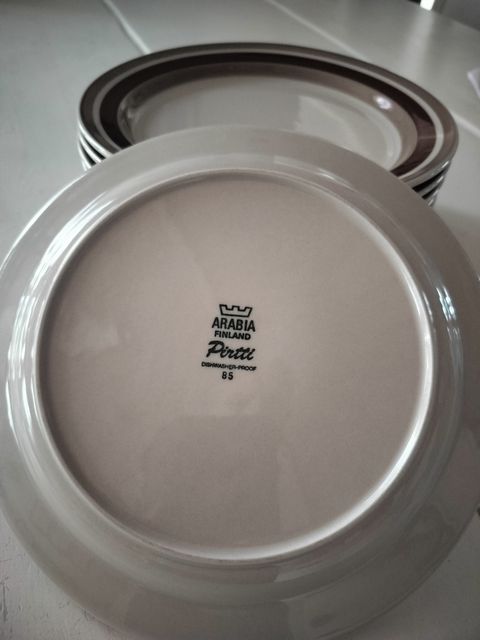 ARABIA
FINLAND
Pirtti
DISHWASHER-PROOF
85